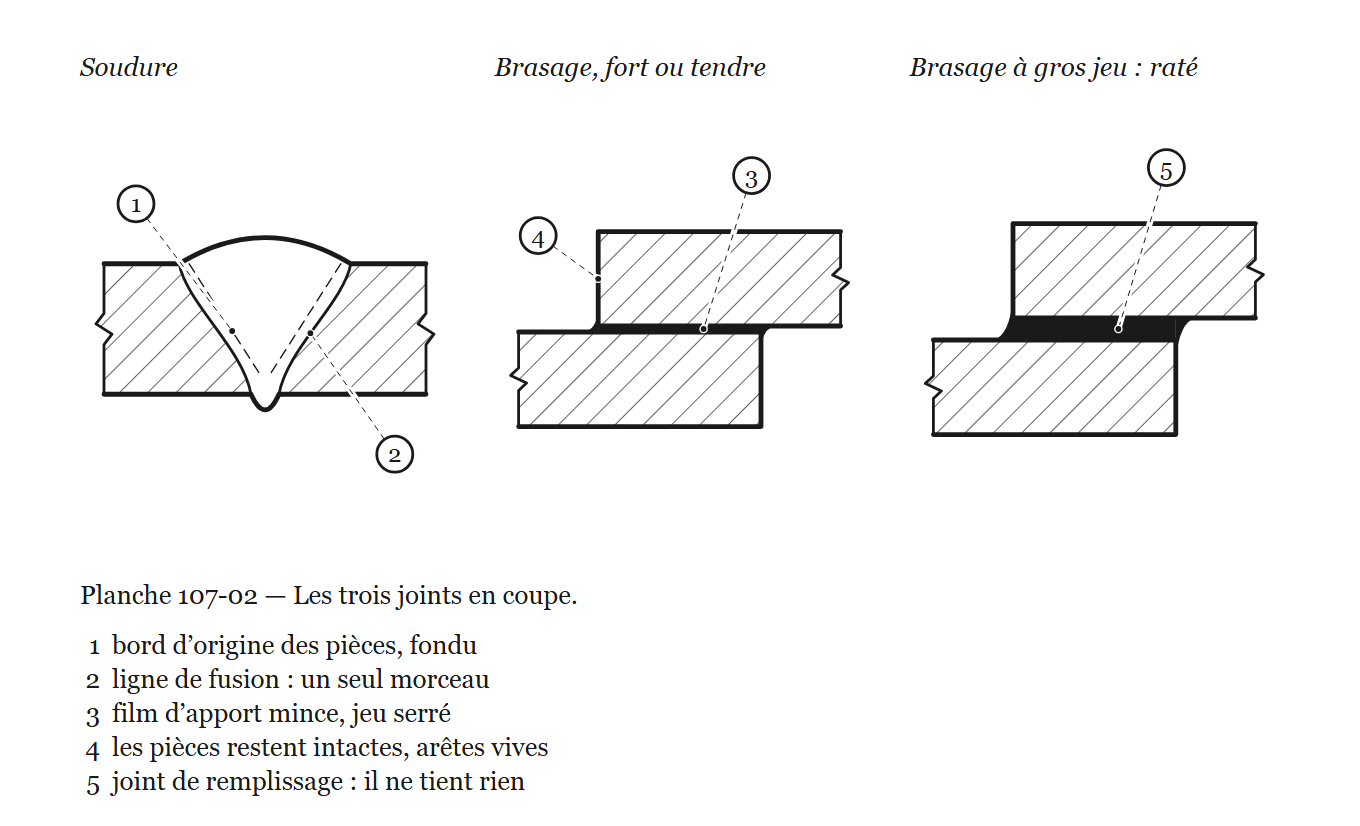 Soudure
Brasage, fort ou tendre
Brasage à gros jeu : raté
1
2
3
4
5
Planche 107-02 — Les trois joints en coupe.
1 bord d’origine des pièces, fondu
2 ligne de fusion : un seul morceau
3 film d’apport mince, jeu serré
4 les pièces restent intactes, arêtes vives
5 joint de remplissage : il ne tient rien